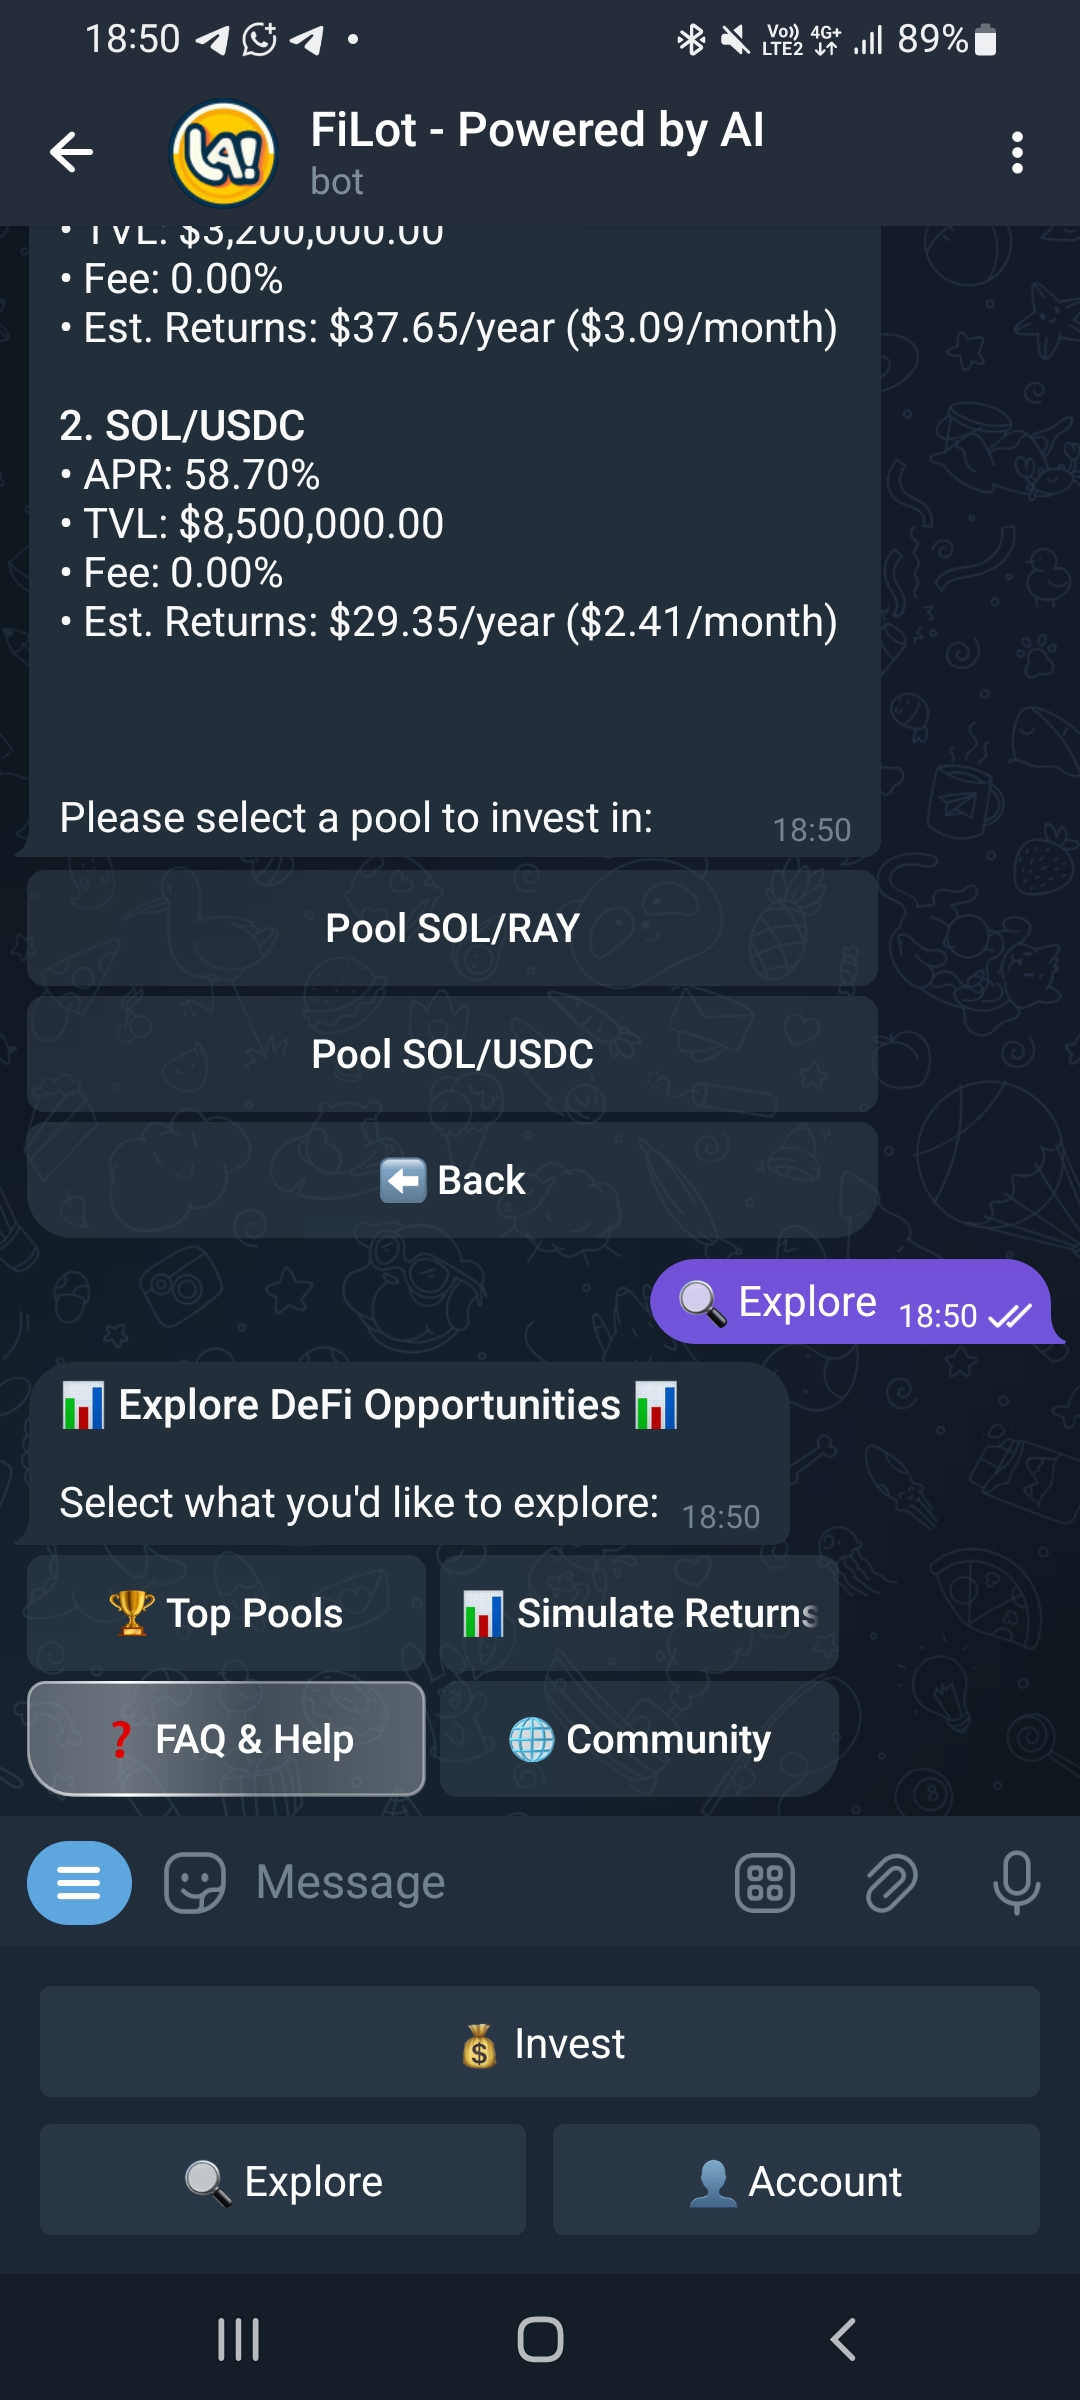 18:50
Vo)) LTE2 4G+ 89%
LA!
FiLot - Powered by AI
bot
• TVL: $3,200,000.00
• Fee: 0.00%
• Est. Returns: $37.65/year ($3.09/month)
2. SOL/USDC
• APR: 58.70%
• TVL: $8,500,000.00
• Fee: 0.00%
• Est. Returns: $29.35/year ($2.41/month)
Please select a pool to invest in: 18:50
Pool SOL/RAY
Pool SOL/USDC
⬅️ Back
🔍 Explore 18:50
📊 Explore DeFi Opportunities 📊
Select what you'd like to explore: 18:50
🏆 Top Pools
📊 Simulate Returns
❓ FAQ & Help
🌐 Community
Message
💰 Invest
🔍 Explore
👤 Account